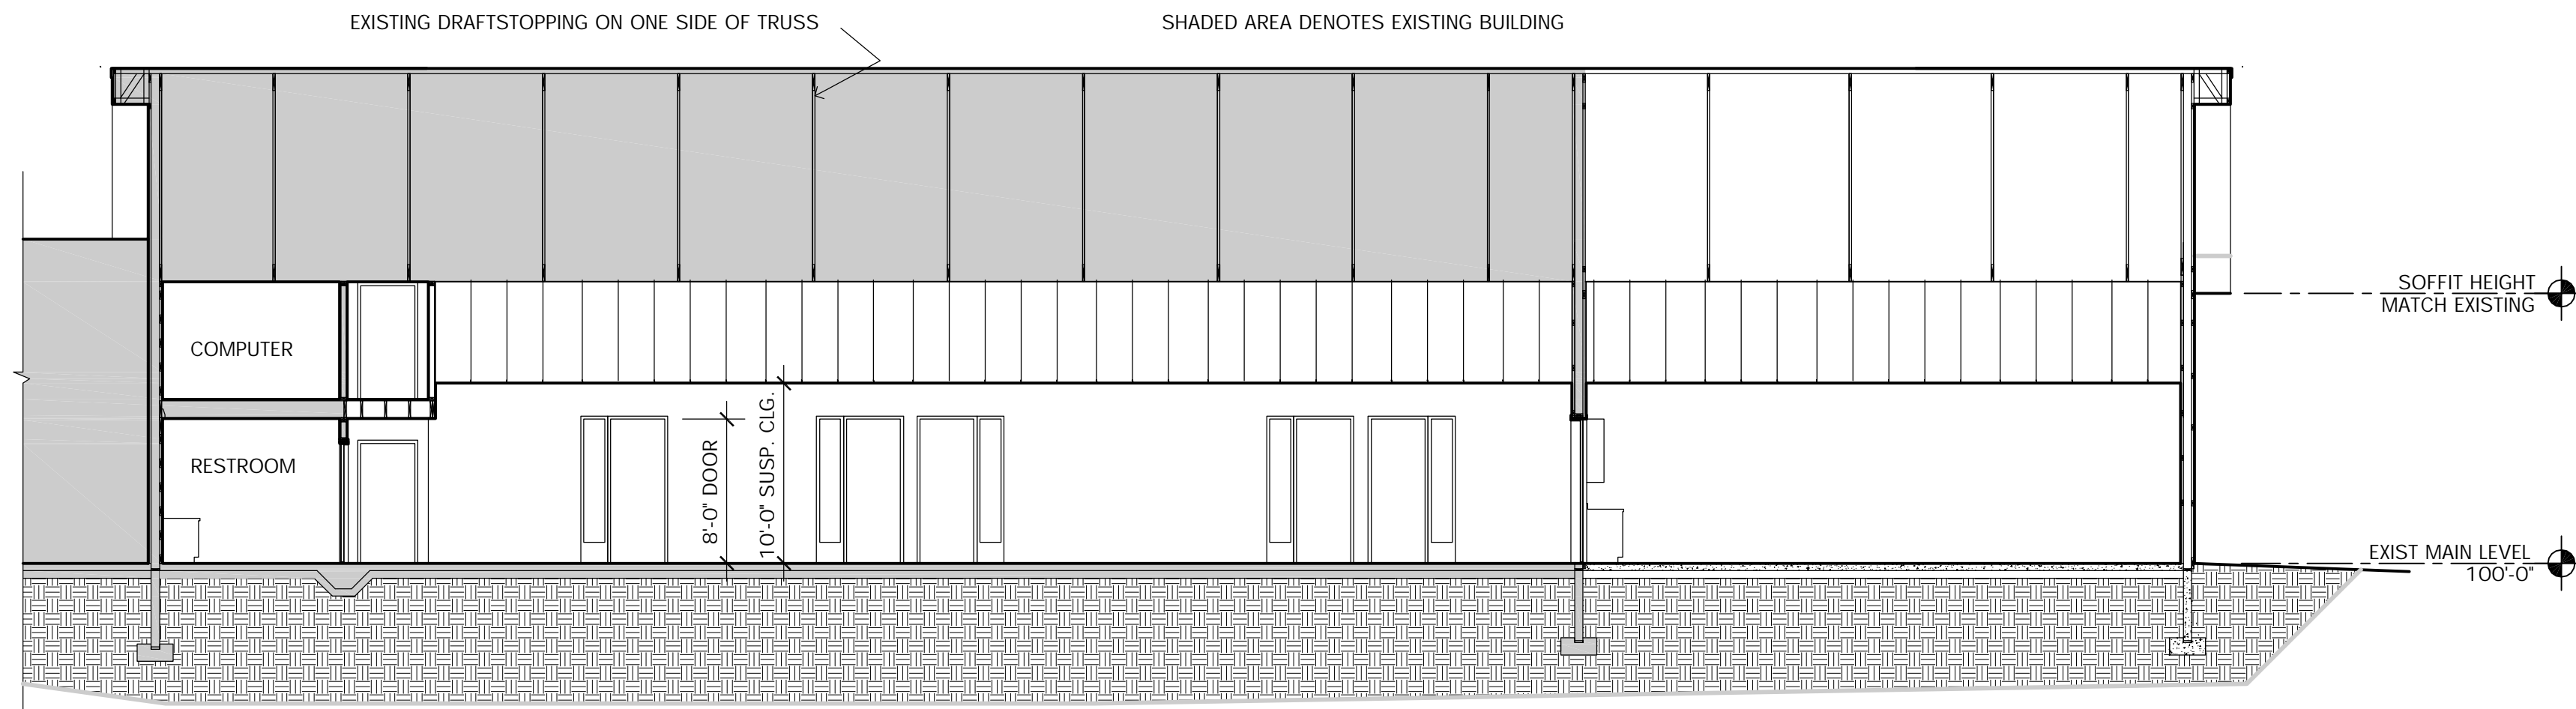 EXISTING DRAFTSTOPPING ON ONE SIDE OF TRUSS
SHADED AREA DENOTES EXISTING BUILDING
SOFFIT HEIGHT
MATCH EXISTING
COMPUTER
RESTROOM
8'-0" DOOR
10'-0" SUSP. CLG.
EXIST MAIN LEVEL
100'-0"